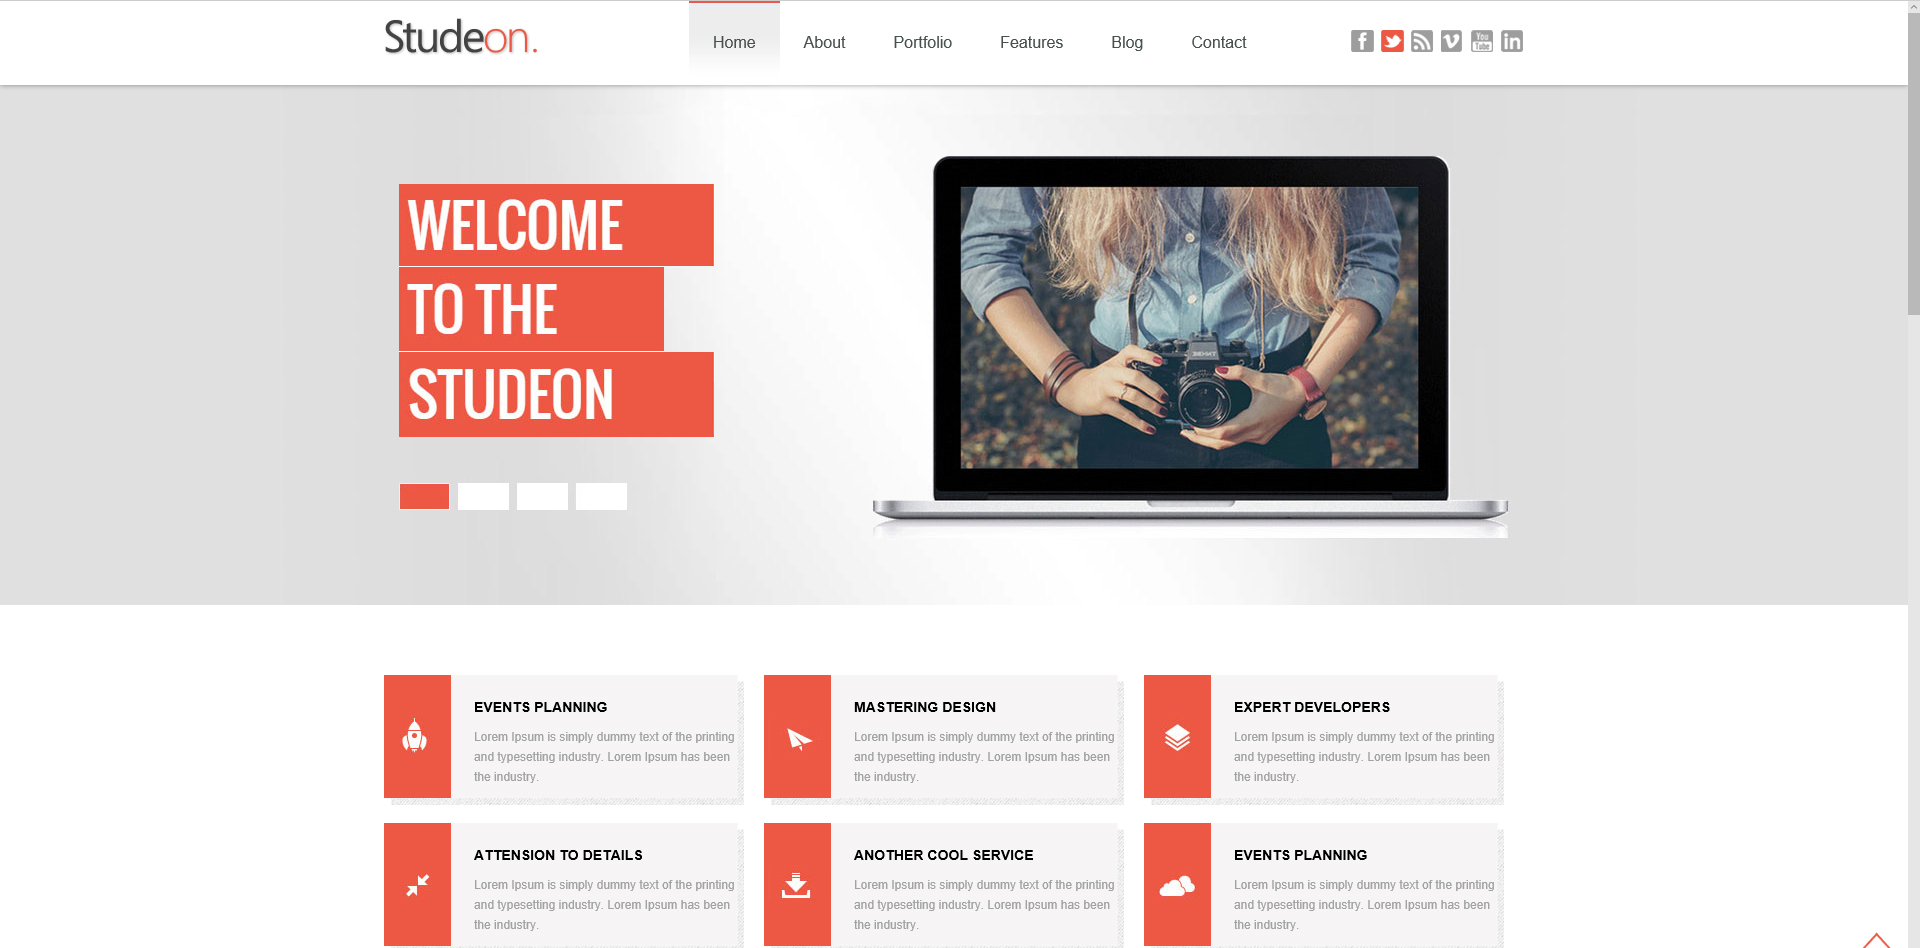 Studeon.
Home
About
Portfolio
Features
Blog
Contact
You
Tube
WELCOME
TO THE
STUDEON
EVENTS PLANNING
Lorem Ipsum is simply dummy text of the printing
and typesetting industry. Lorem Ipsum has been
the industry.
MASTERING DESIGN
Lorem Ipsum is simply dummy text of the printing
and typesetting industry. Lorem Ipsum has been
the industry.
EXPERT DEVELOPERS
Lorem Ipsum is simply dummy text of the printing
and typesetting industry. Lorem Ipsum has been
the industry.
ATTENSION TO DETAILS
Lorem Ipsum is simply dummy text of the printing
and typesetting industry. Lorem Ipsum has been
the industry.
ANOTHER COOL SERVICE
Lorem Ipsum is simply dummy text of the printing
and typesetting industry. Lorem Ipsum has been
the industry.
EVENTS PLANNING
Lorem Ipsum is simply dummy text of the printing
and typesetting industry. Lorem Ipsum has been
the industry.